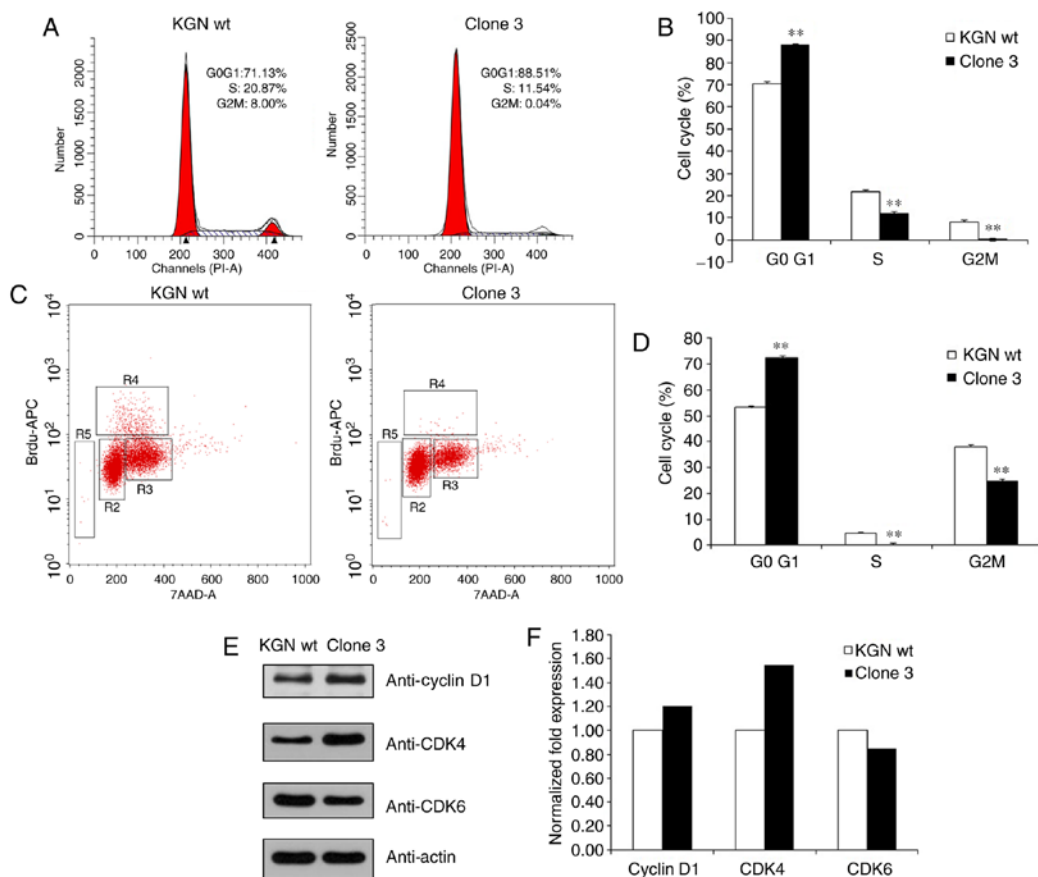 A
KGN wt
G0G1:71.13%
S: 20.87%
G2M: 8.00%
Number
2000
1500
1000
500
0
0 100 200 300 400
Channels (PI-A)
Clone 3
G0G1:88.51%
S: 11.54%
G2M: 0.04%
Number
2500
2000
1500
1000
500
0
0 100 200 300 400
Channels (PI-A)
B
KGN wt
Clone 3
Cell cycle (%)
100
90
80
70
60
50
40
30
20
10
0
−10
** ** **
G0 G1 S G2M
C
KGN wt
Brdu-APC
10⁴
10³
10²
10¹
10⁰
R4
R5
R2
R3
0 200 400 600 800 1000
7AAD-A
Clone 3
Brdu-APC
10⁴
10³
10²
10¹
10⁰
R4
R5
R2
R3
0 200 400 600 800 1000
7AAD-A
D
KGN wt
Clone 3
Cell cycle (%)
80
70
60
50
40
30
20
10
0
** ** **
G0 G1 S G2M
E
KGN wt Clone 3
Anti-cyclin D1
Anti-CDK4
Anti-CDK6
Anti-actin
F
KGN wt
Clone 3
Normalized fold expression
1.80
1.60
1.40
1.20
1.00
0.80
0.60
0.40
0.20
0.00
Cyclin D1 CDK4 CDK6